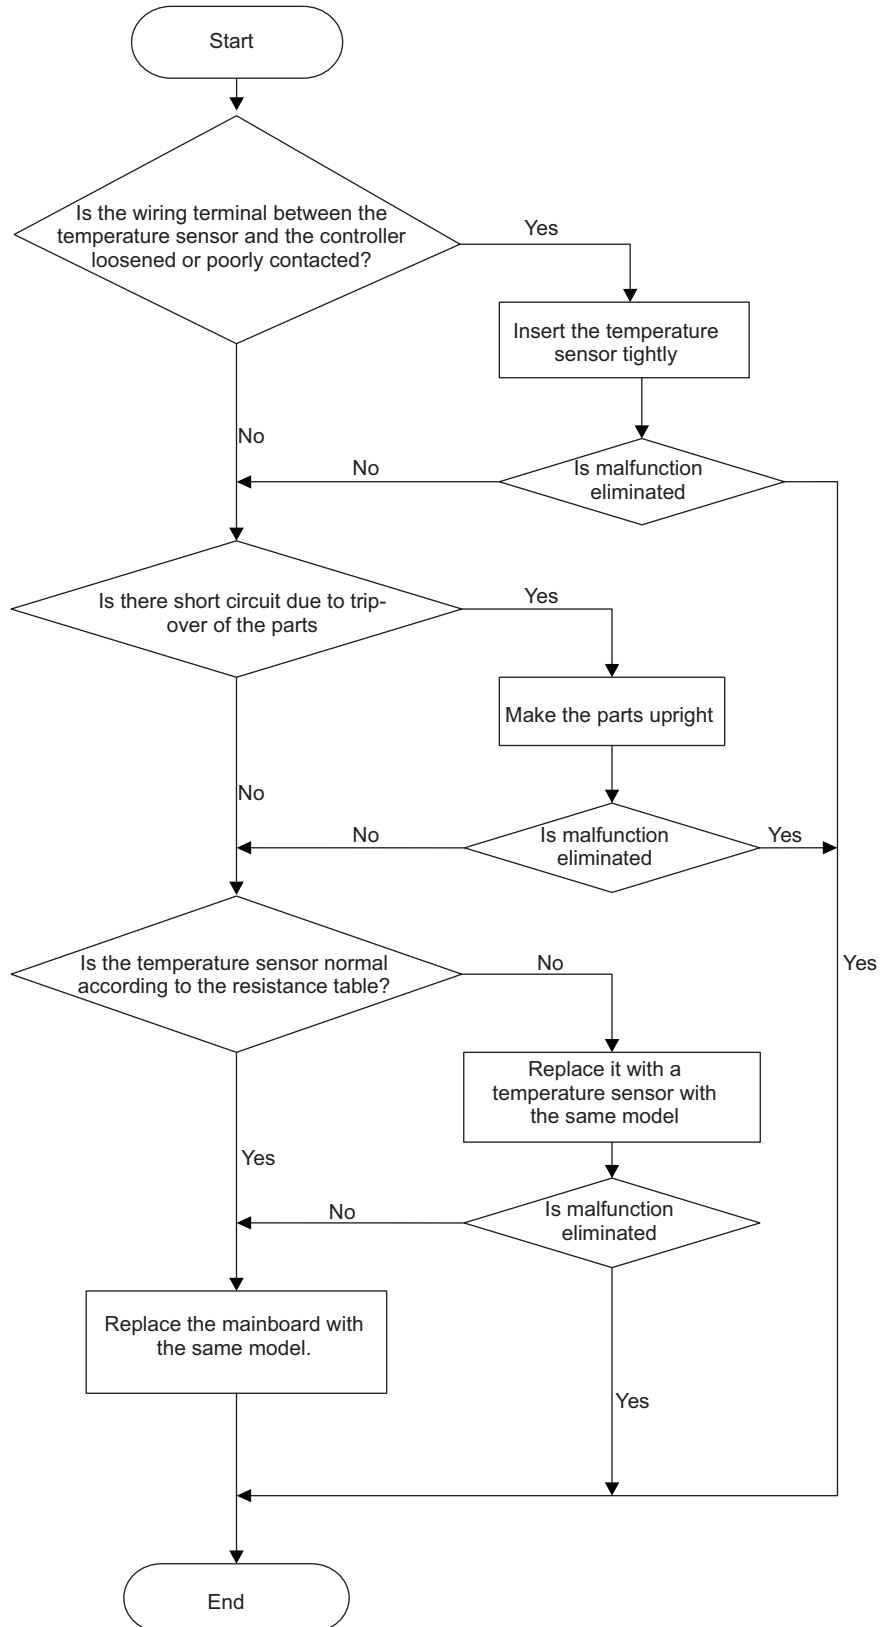 Start
Is the wiring terminal between the
temperature sensor and the controller
loosened or poorly contacted?
Yes
Insert the temperature
sensor tightly
No
No
Is malfunction
eliminated
Is there short circuit due to trip-
over of the parts
Yes
Make the parts upright
No
No
Is malfunction
eliminated
Yes
Is the temperature sensor normal
according to the resistance table?
No
Yes
Replace it with a
temperature sensor with
the same model
Yes
No
Is malfunction
eliminated
Replace the mainboard with
the same model.
Yes
End